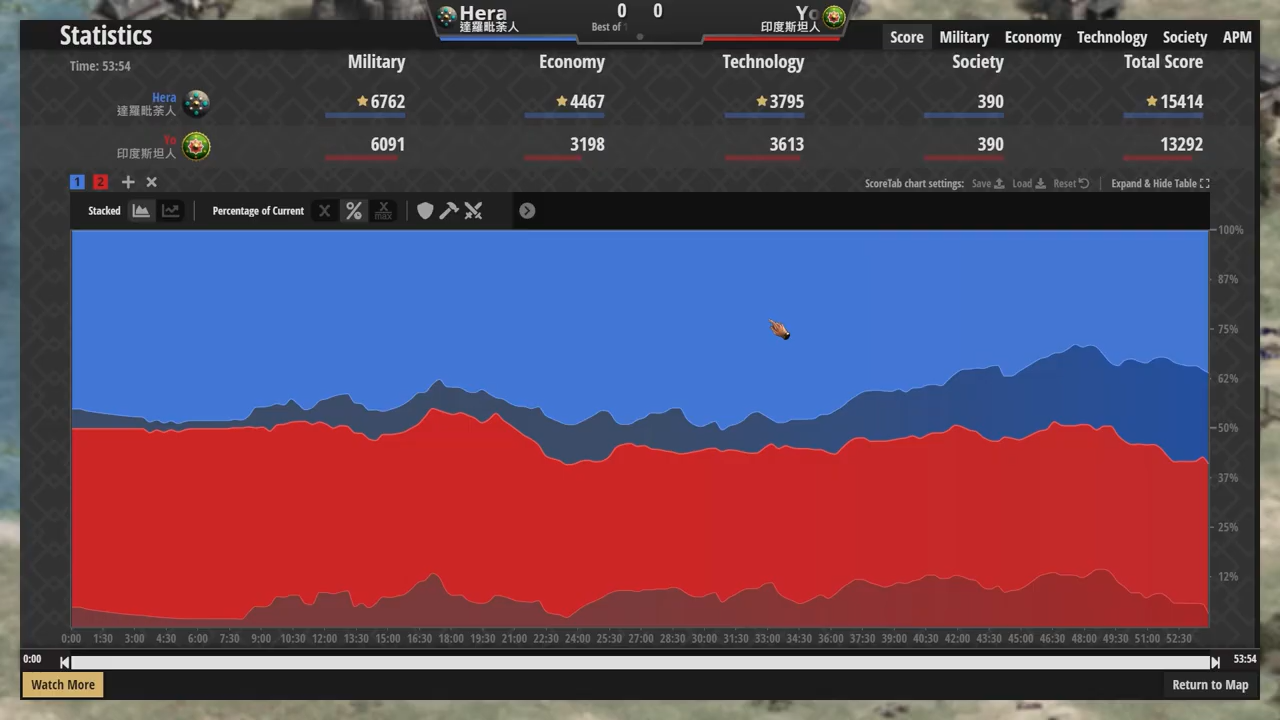 Hera 0 0 Yo
達羅毗荼人 Best of 1 印度斯坦人
Statistics
Score Military Economy Technology Society APM
Time: 53:54
Military Economy Technology Society Total Score
Hera
達羅毗荼人
6762 4467 3795 390 15414
Yo
印度斯坦人
6091 3198 3613 390 13292
1 2
ScoreTab chart settings: Save Load Reset Expand & Hide Table
Stacked Percentage of Current X % X/max
100%
87%
75%
62%
50%
37%
25%
12%
0:00 1:30 3:00 4:30 6:00 7:30 9:00 10:30 12:00 13:30 15:00 16:30 18:00 19:30 21:00 22:30 24:00 25:30 27:00 28:30 30:00 31:30 33:00 34:30 36:00 37:30 39:00 40:30 42:00 43:30 45:00 46:30 48:00 49:30 51:00 52:30
0:00 53:54
Watch More Return to Map